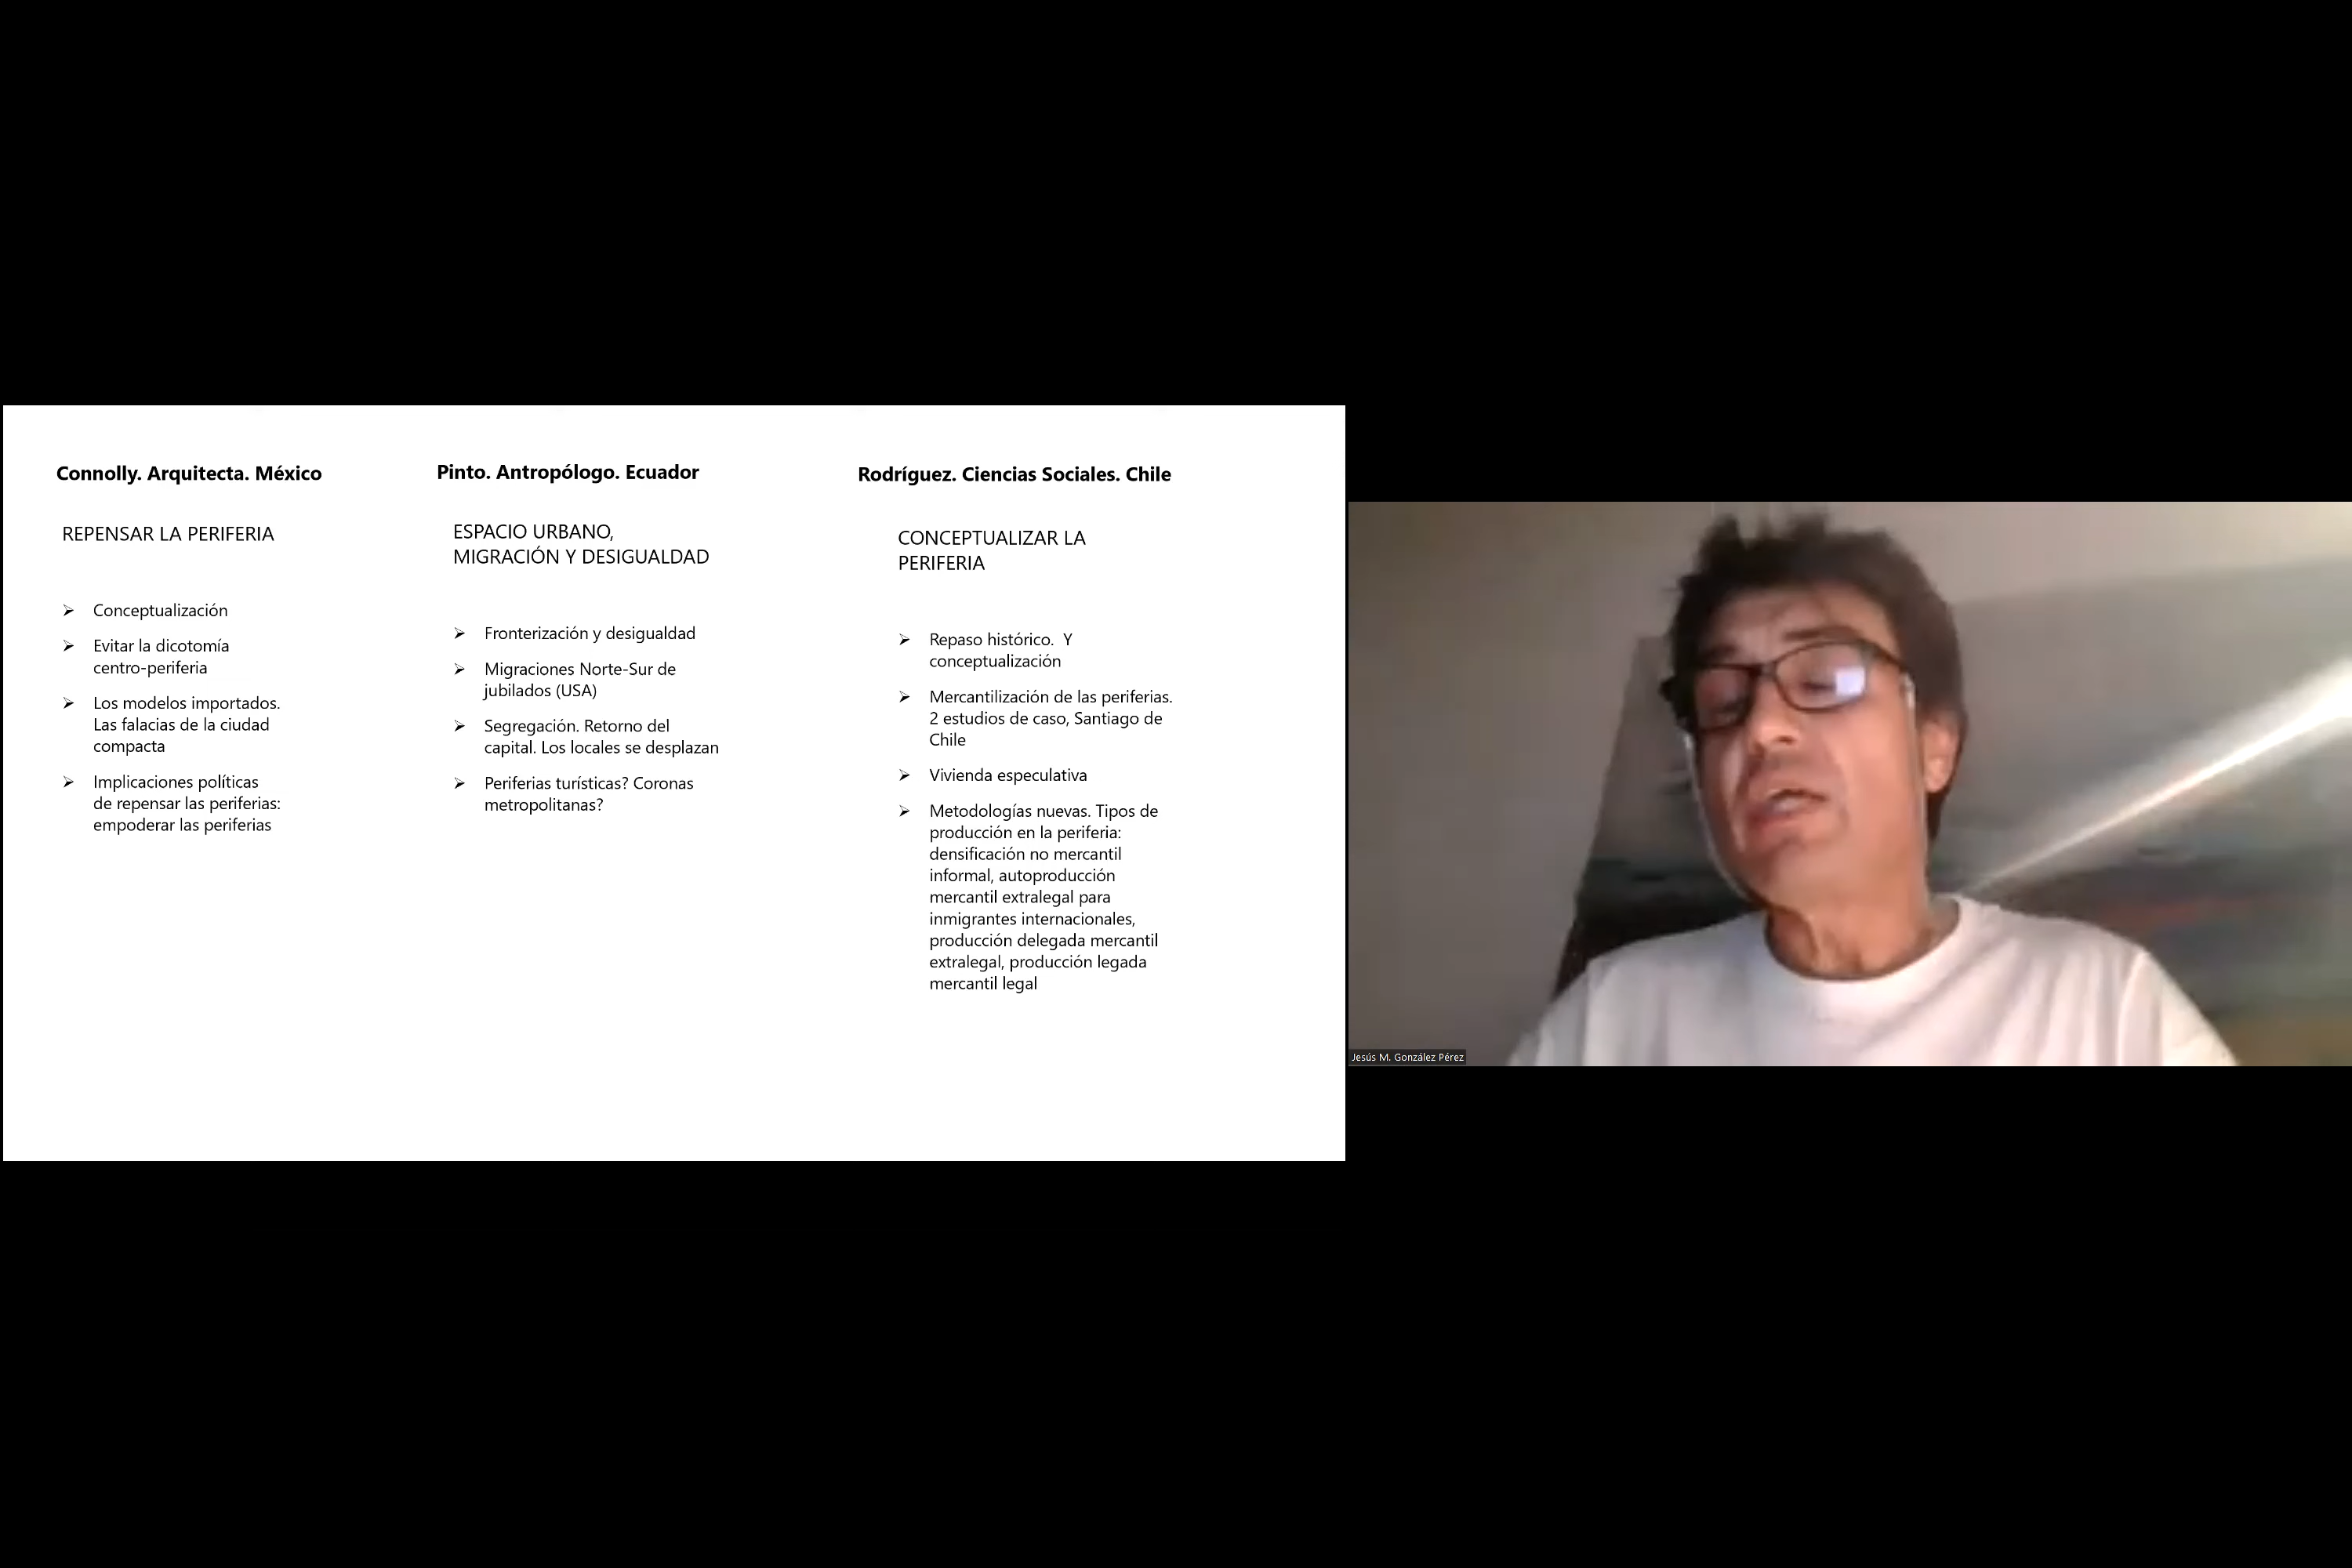 Connolly. Arquitecta. México
REPENSAR LA PERIFERIA
➢ Conceptualización
➢ Evitar la dicotomía
centro-periferia
➢ Los modelos importados.
Las falacias de la ciudad
compacta
➢ Implicaciones políticas
de repensar las periferias:
empoderar las periferias
Pinto. Antropólogo. Ecuador
ESPACIO URBANO,
MIGRACIÓN Y DESIGUALDAD
➢ Fronterización y desigualdad
➢ Migraciones Norte-Sur de
jubilados (USA)
➢ Segregación. Retorno del
capital. Los locales se desplazan
➢ Periferias turísticas? Coronas
metropolitanas?
Rodríguez. Ciencias Sociales. Chile
CONCEPTUALIZAR LA
PERIFERIA
➢ Repaso histórico. Y
conceptualización
➢ Mercantilización de las periferias.
2 estudios de caso, Santiago de
Chile
➢ Vivienda especulativa
➢ Metodologías nuevas. Tipos de
producción en la periferia:
densificación no mercantil
informal, autoproducción
mercantil extralegal para
inmigrantes internacionales,
producción delegada mercantil
extralegal, producción legada
mercantil legal
Jesús M. González Pérez